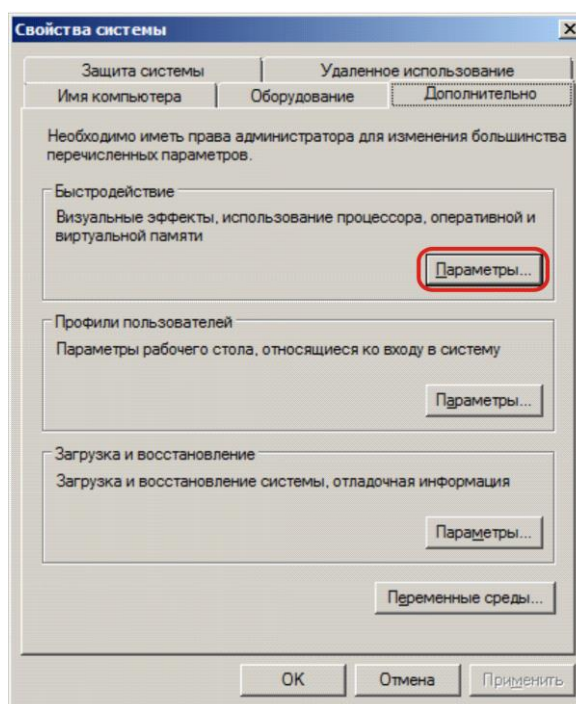 Свойства системы
Защита системы
Удаленное использование
Имя компьютера
Оборудование
Дополнительно
Необходимо иметь права администратора для изменения большинства
перечисленных параметров.
Быстродействие
Визуальные эффекты, использование процессора, оперативной и
виртуальной памяти
Параметры...
Профили пользователей
Параметры рабочего стола, относящиеся ко входу в систему
Параметры...
Загрузка и восстановление
Загрузка и восстановление системы, отладочная информация
Параметры...
Переменные среды...
OK
Отмена
Применить